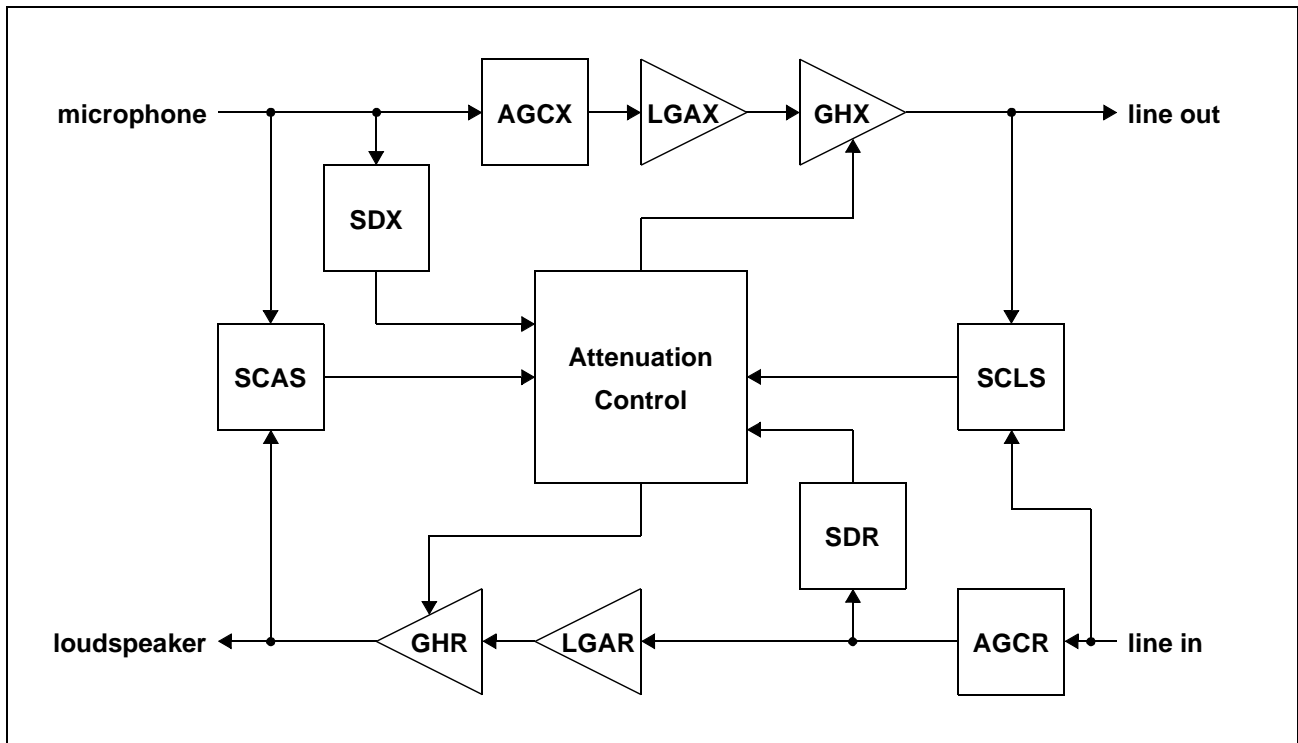 microphone
AGCX
LGAX
GHX
line out
SDX
SCAS
Attenuation
Control
SCLS
SDR
loudspeaker
GHR
LGAR
AGCR
line in